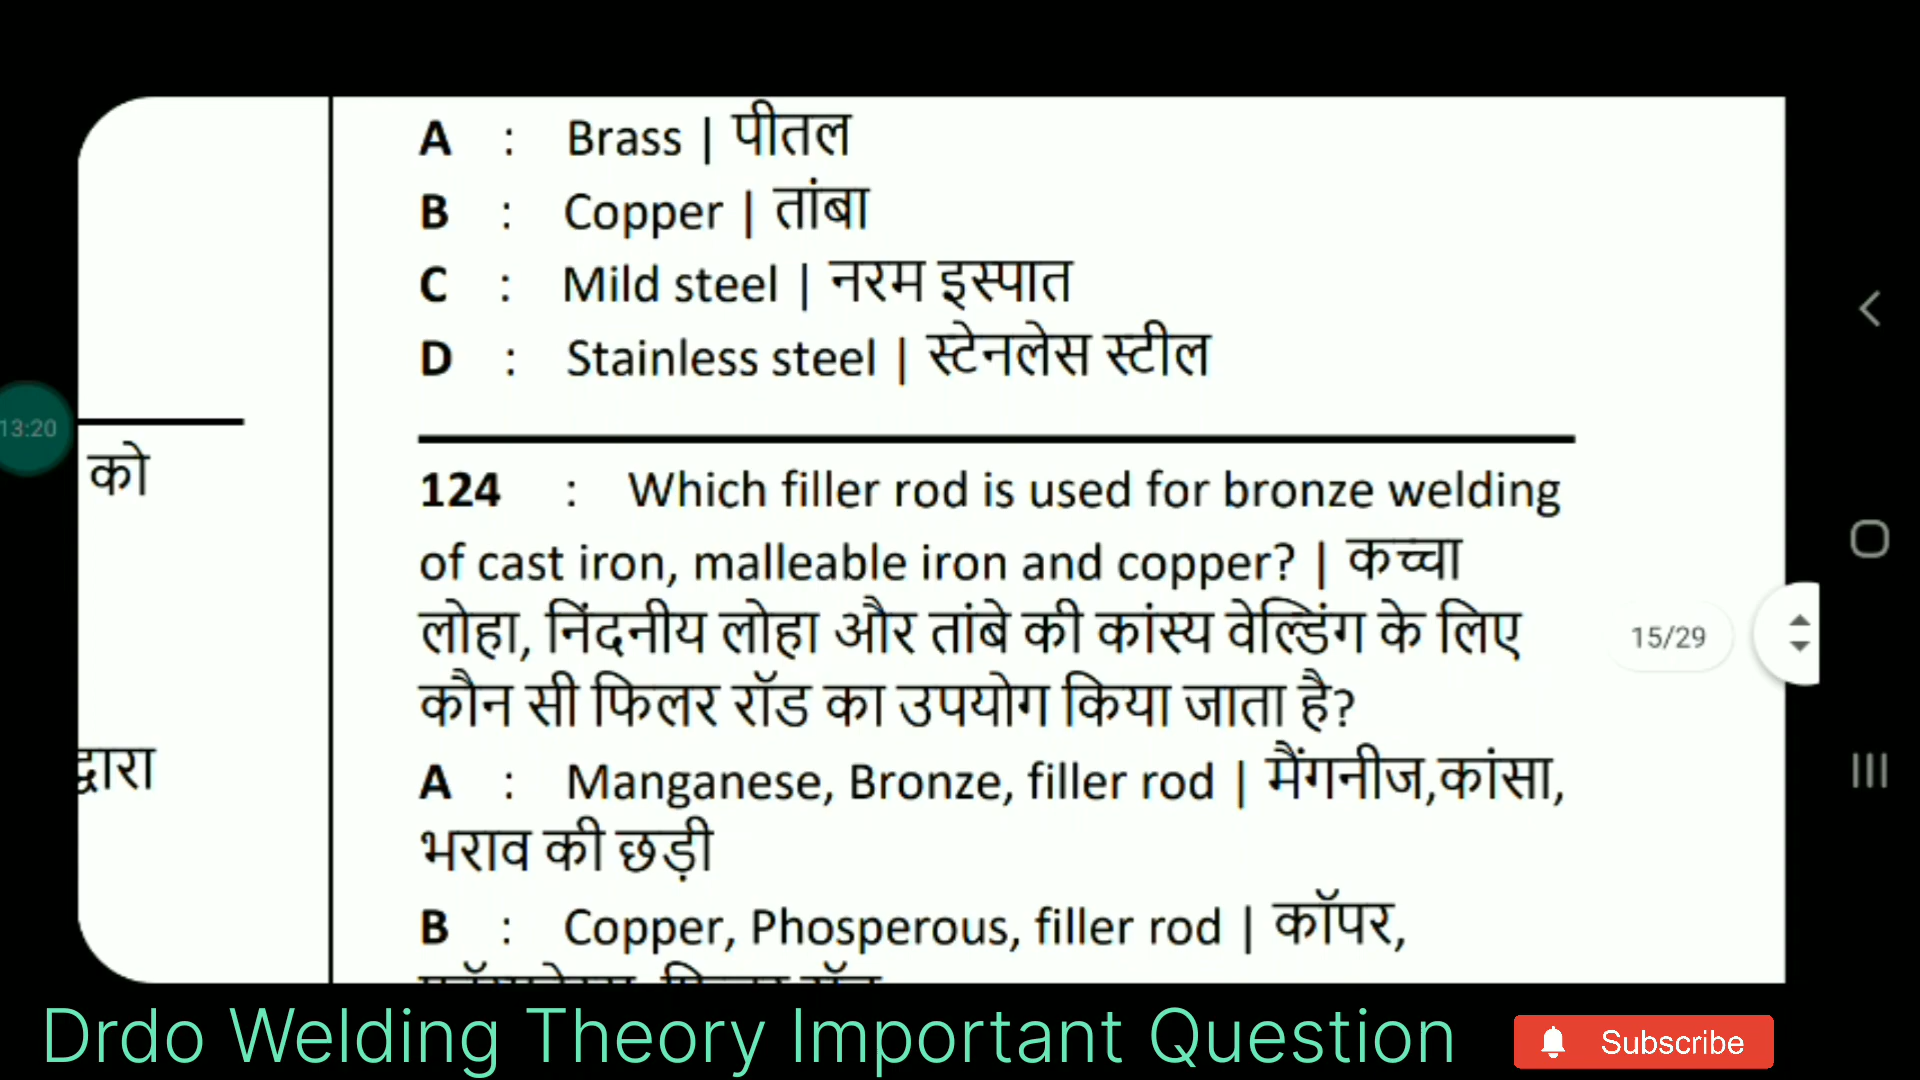 A : Brass | पीतल
B : Copper | तांबा
C : Mild steel | नरम इस्पात
D : Stainless steel | स्टेनलेस स्टील
13:20
को
द्वारा
124 : Which filler rod is used for bronze welding
of cast iron, malleable iron and copper? | कच्चा
लोहा, निंदनीय लोहा और तांबे की कांस्य वेल्डिंग के लिए
कौन सी फिलर रॉड का उपयोग किया जाता है?
A : Manganese, Bronze, filler rod | मैंगनीज,कांसा,
भराव की छड़ी
B : Copper, Phosperous, filler rod | कॉपर,
15/29
Drdo Welding Theory Important Question
Subscribe